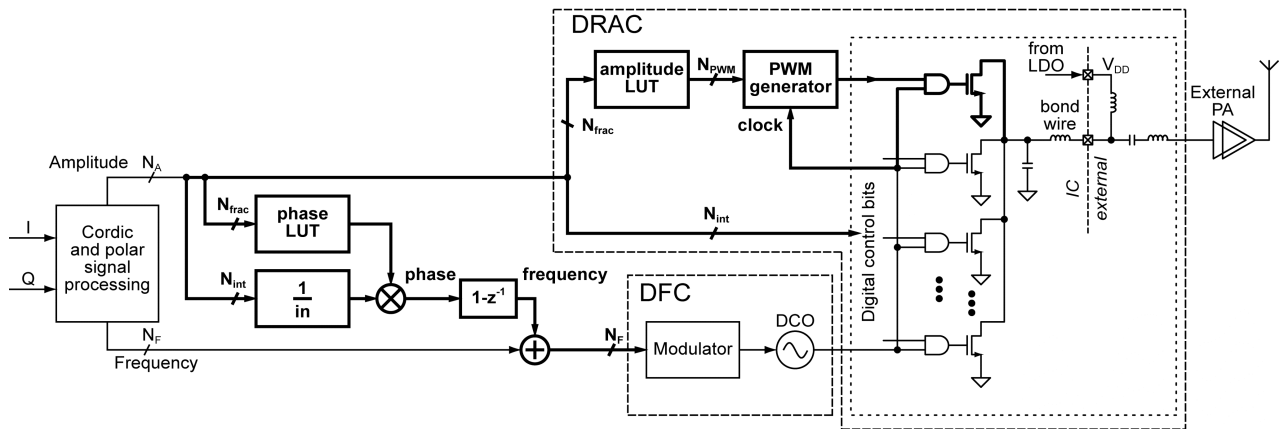 DRAC
amplitude
LUT
N_PWM
PWM
generator
clock
N_frac
from
LDO
V_DD
bond
wire
External
PA
IC
external
Amplitude
N_A
I
Q
Cordic
and polar
signal
processing
N_frac
phase
LUT
N_int
1
in
phase
frequency
1-z^-1
N_int
Digital control bits
N_F
Frequency
N_F
DFC
Modulator
DCO